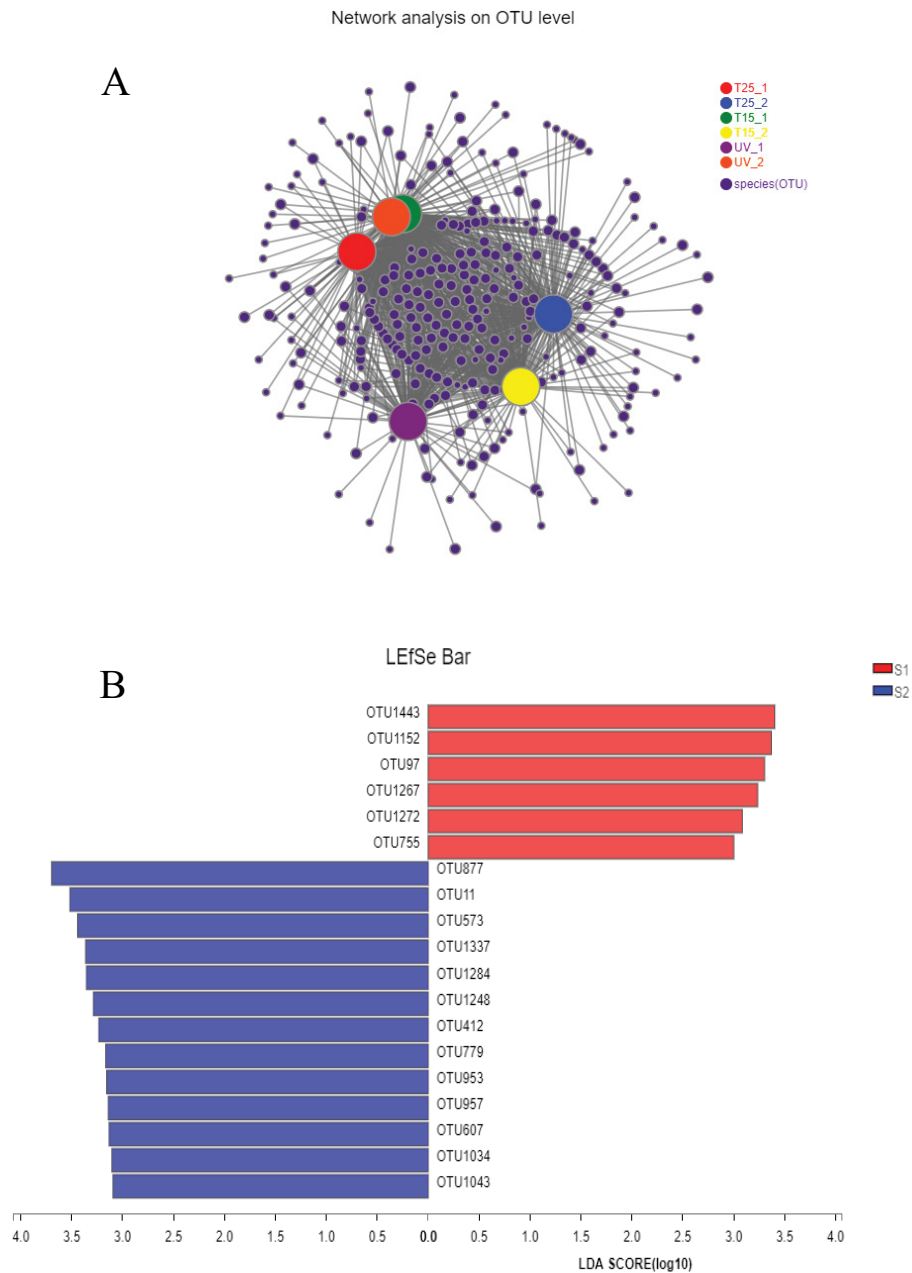 Network analysis on OTU level
A
T25_1
T25_2
T15_1
T15_2
UV_1
UV_2
species(OTU)
LEfSe Bar
B
S1
S2
OTU1443
OTU1152
OTU97
OTU1267
OTU1272
OTU755
OTU877
OTU11
OTU573
OTU1337
OTU1284
OTU1248
OTU412
OTU779
OTU953
OTU957
OTU607
OTU1034
OTU1043
4.0 3.5 3.0 2.5 2.0 1.5 1.0 0.5 0.0 0.5 1.0 1.5 2.0 2.5 3.0 3.5 4.0
LDA SCORE(log10)